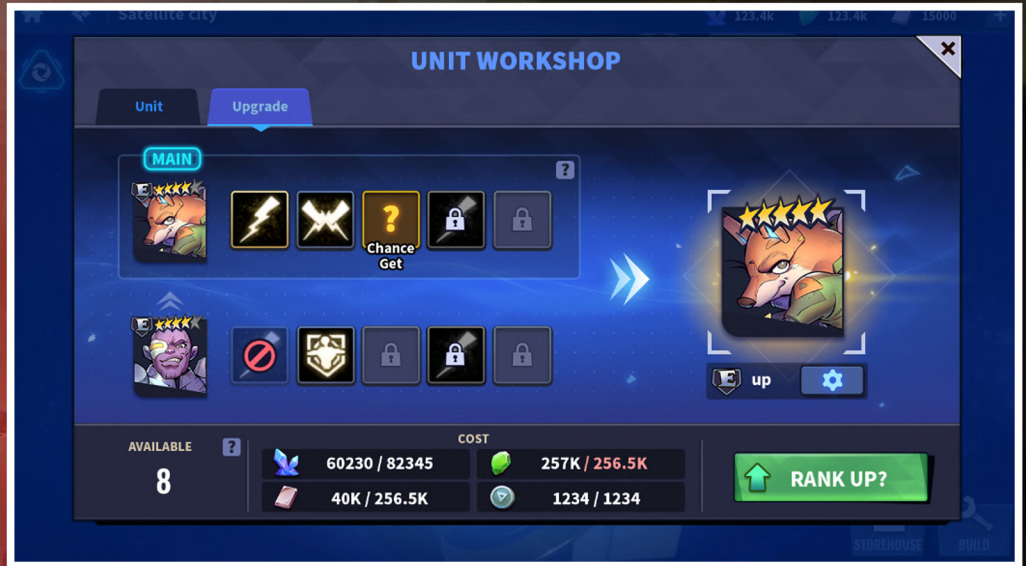 Satellite city
123.4k
123.4k
15000
UNIT WORKSHOP
Unit
Upgrade
MAIN
?
E
?
Chance
Get
E
E up
AVAILABLE
?
8
COST
60230 / 82345
257K / 256.5K
40K / 256.5K
1234 / 1234
RANK UP?
STOREHOUSE
BUILD